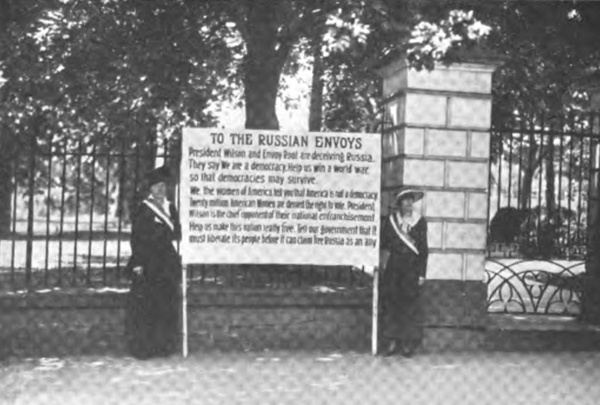 TO THE RUSSIAN ENVOYS
President Wilson and Envoy Root are deceiving Russia.
They say We are a democracy. Help us win a world war
so that democracies may survive.
We, the women of America, tell you that America is not a democracy
Twenty million American Women are denied the right to vote. President
Wilson is the chief opponent of their national enfranchisement
Help us make this nation really free. Tell our government that it
must liberate its people before it can claim free Russia as an ally